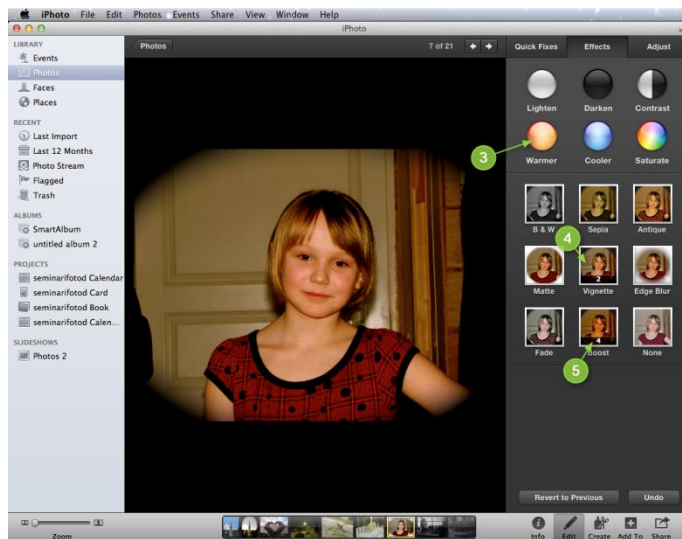 iPhoto File Edit Photos Events Share View Window Help
iPhoto
LIBRARY
Events
Photos
Faces
Places
RECENT
Last Import
Last 12 Months
Photo Stream
Flagged
Trash
ALBUMS
SmartAlbum
untitled album 2
PROJECTS
seminarifotod Calendar
seminarifotod Card
seminarifotod Book
seminarifotod Calen...
SLIDESHOWS
Photos 2
Zoom
Photos
7 of 21
Quick Fixes Effects Adjust
Lighten Darken Contrast
3
Warmer Cooler Saturate
B & W Sepia Antique
4
2
Matte Vignette Edge Blur
4
Fade Boost None
5
Revert to Previous Undo
Info Edit Create Add To Share